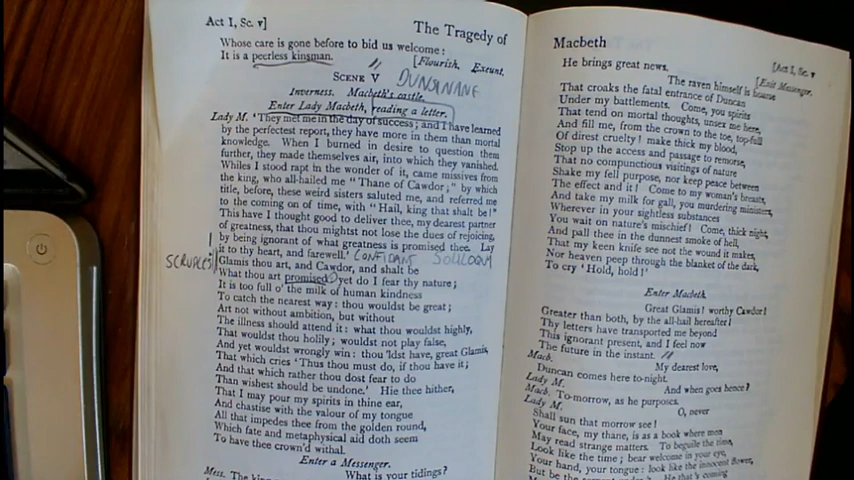 Act I, Sc. v]
The Tragedy of
Whose care is gone before to bid us welcome:
It is a peerless kinsman.
[Flourish. Exeunt.
SCENE V
DUNSINANE
Inverness. Macbeth's castle.
Enter Lady Macbeth, reading a letter.
Lady M. 'They met me in the day of success; and I have learned
by the perfectest report, they have more in them than mortal
knowledge. When I burned in desire to question them
further, they made themselves air, into which they vanished.
Whiles I stood rapt in the wonder of it, came missives from
the king, who all-hailed me "Thane of Cawdor;" by which
title, before, these weird sisters saluted me, and referred me
to the coming on of time, with "Hail, king that shalt be!"
This have I thought good to deliver thee, my dearest partner
of greatness, that thou mightst not lose the dues of rejoicing,
by being ignorant of what greatness is promised thee. Lay
it to thy heart, and farewell.' CONFIDANT SOLILOQUY
SCRUPLES
Glamis thou art, and Cawdor, and shalt be
What thou art promised: yet do I fear thy nature;
It is too full o' the milk of human kindness
To catch the nearest way: thou wouldst be great;
Art not without ambition, but without
The illness should attend it: what thou wouldst highly,
That wouldst thou holily; wouldst not play false,
And yet wouldst wrongly win: thou 'ldst have, great Glamis,
That which cries 'Thus thou must do, if thou have it;
And that which rather thou dost fear to do
Than wishest should be undone.' Hie thee hither,
That I may pour my spirits in thine ear,
And chastise with the valour of my tongue
All that impedes thee from the golden round,
Which fate and metaphysical aid doth seem
To have thee crown'd withal.
Enter a Messenger.
What is your tidings?
Mess. The king
Macbeth
[Act I, Sc. v
He brings great news.
[Exit Messenger.
The raven himself is hoarse
That croaks the fatal entrance of Duncan
Under my battlements. Come, you spirits
That tend on mortal thoughts, unsex me here,
And fill me, from the crown to the toe, top-full
Of direst cruelty! make thick my blood,
Stop up the access and passage to remorse,
That no compunctious visitings of nature
Shake my fell purpose, nor keep peace between
The effect and it! Come to my woman's breasts,
And take my milk for gall, you murdering ministers,
Wherever in your sightless substances
You wait on nature's mischief! Come, thick night,
And pall thee in the dunnest smoke of hell,
That my keen knife see not the wound it makes,
Nor heaven peep through the blanket of the dark,
To cry 'Hold, hold!'
Enter Macbeth.
Great Glamis! worthy Cawdor!
Greater than both, by the all-hail hereafter!
Thy letters have transported me beyond
This ignorant present, and I feel now
The future in the instant.
Macb. My dearest love,
Duncan comes here to-night.
Lady M. And when goes hence?
Macb. To-morrow, as he purposes.
Lady M. O, never
Shall sun that morrow see!
Your face, my thane, is as a book where men
May read strange matters. To beguile the time,
Look like the time; bear welcome in your eye,
Your hand, your tongue: look like the innocent flower,
But be the serpent under 't. He that's coming